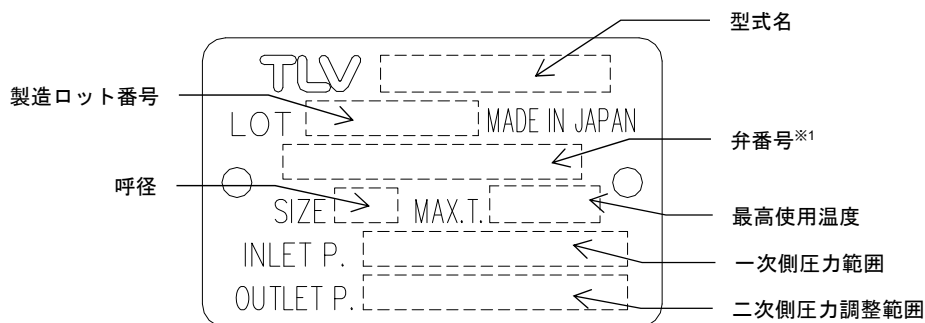 型式名
TLV
製造ロット番号
LOT MADE IN JAPAN
弁番号※1
呼径
SIZE MAX.T.
最高使用温度
INLET P.
一次側圧力範囲
OUTLET P.
二次側圧力調整範囲